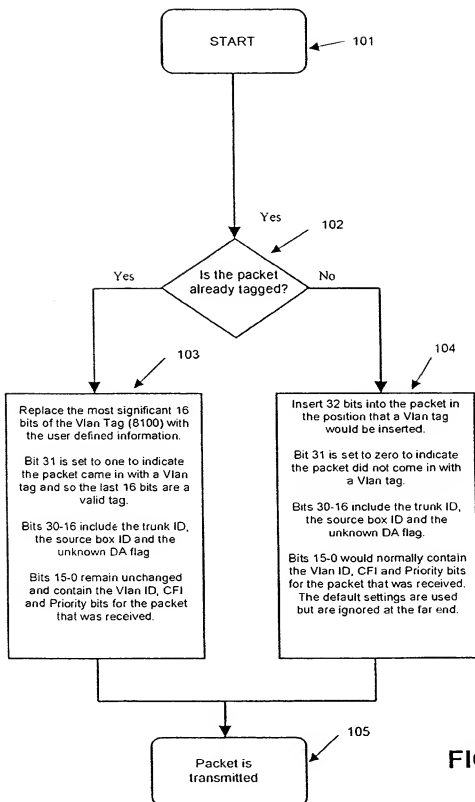 START
101
Yes
102
Is the packet
already tagged?
Yes
No
103
Replace the most significant 16
bits of the Vlan Tag (8100) with
the user defined information.
Bit 31 is set to one to indicate
the packet came in with a Vlan
tag and so the last 16 bits are a
valid tag.
Bits 30-16 include the trunk ID,
the source box ID and the
unknown DA flag
Bits 15-0 remain unchanged
and contain the Vlan ID, CFI
and Priority bits for the packet
that was received.
104
Insert 32 bits into the packet in
the position that a Vlan tag
would be inserted.
Bit 31 is set to zero to indicate
the packet did not come in with
a Vlan tag.
Bits 30-16 include the trunk ID,
the source box ID and the
unknown DA flag.
Bits 15-0 would normally contain
the Vlan ID, CFI and Priority bits
for the packet that was received.
The default settings are used
but are ignored at the far end.
105
Packet is
transmitted
FIG